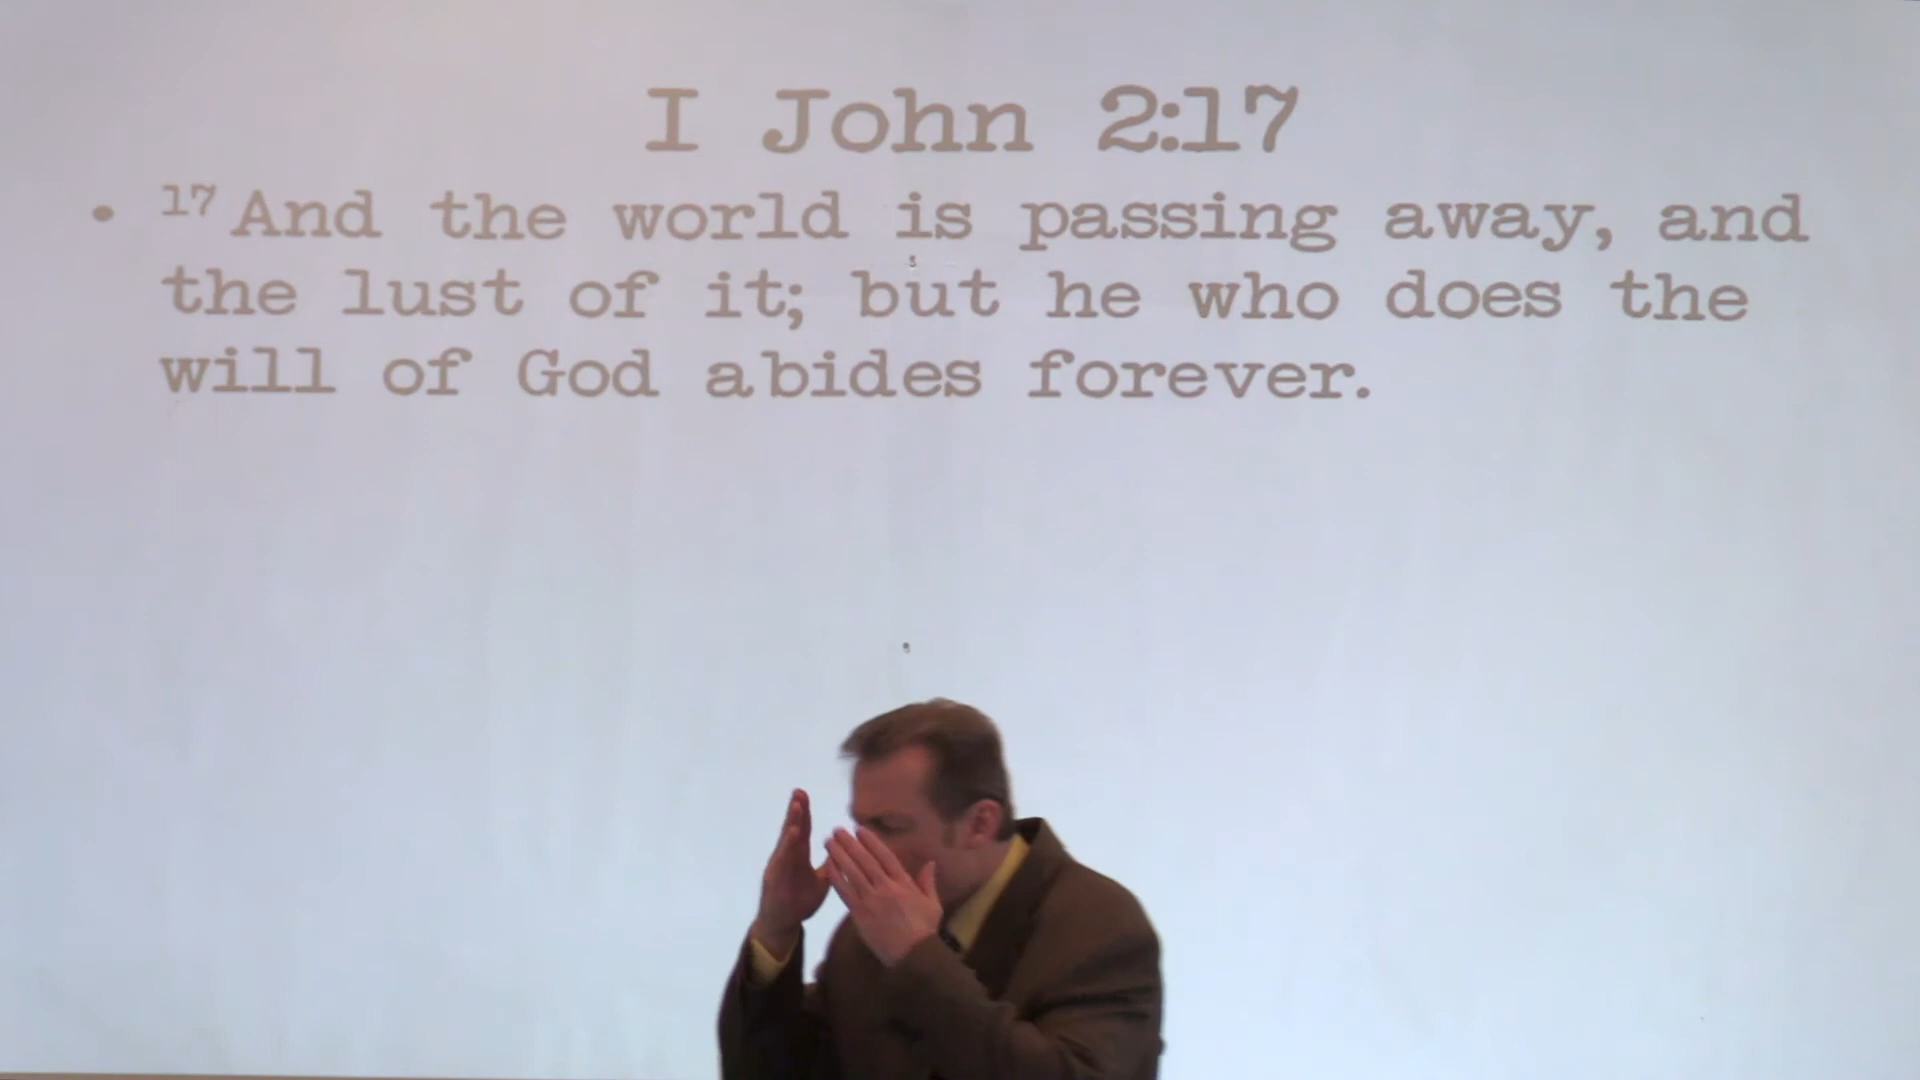 I John 2:17
• 17 And the world is passing away, and
the lust of it; but he who does the
will of God abides forever.